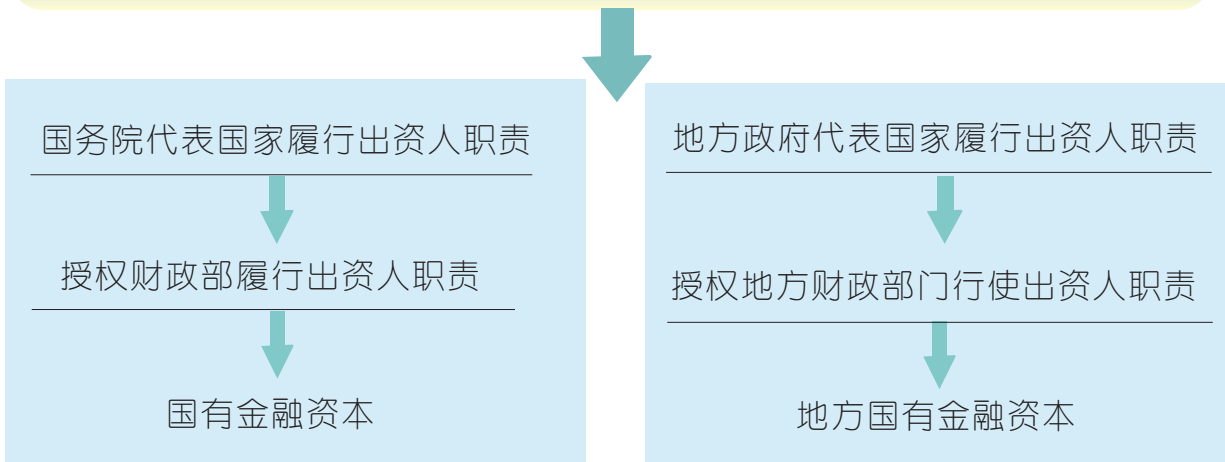 国务院代表国家履行出资人职责
授权财政部履行出资人职责
国有金融资本
地方政府代表国家履行出资人职责
授权地方财政部门行使出资人职责
地方国有金融资本